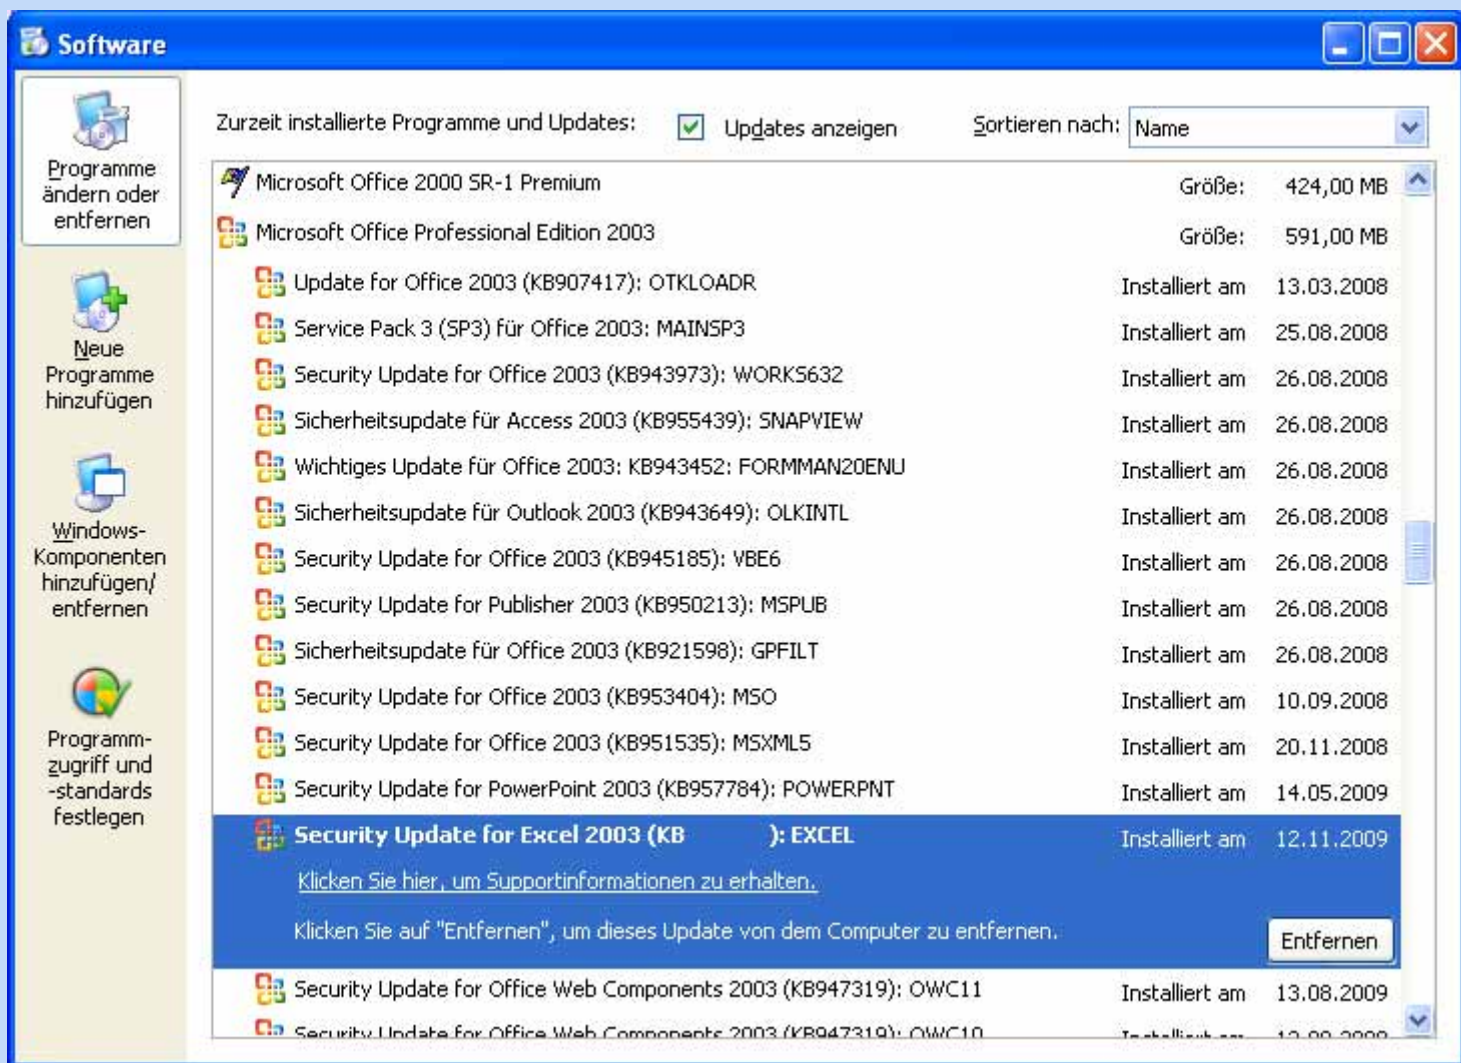 Software
Programme
ändern oder
entfernen
Neue
Programme
hinzufügen
Windows-
Komponenten
hinzufügen/
entfernen
Programm-
zugriff und
-standards
festlegen
Zurzeit installierte Programme und Updates: Updates anzeigen Sortieren nach: Name
Microsoft Office 2000 SR-1 Premium Größe: 424,00 MB
Microsoft Office Professional Edition 2003 Größe: 591,00 MB
Update for Office 2003 (KB907417): OTKLOADR Installiert am 13.03.2008
Service Pack 3 (SP3) für Office 2003: MAINSP3 Installiert am 25.08.2008
Security Update for Office 2003 (KB943973): WORKS632 Installiert am 26.08.2008
Sicherheitsupdate für Access 2003 (KB955439): SNAPVIEW Installiert am 26.08.2008
Wichtiges Update für Office 2003: KB943452: FORMMAN20ENU Installiert am 26.08.2008
Sicherheitsupdate für Outlook 2003 (KB943649): OLKINTL Installiert am 26.08.2008
Security Update for Office 2003 (KB945185): VBE6 Installiert am 26.08.2008
Security Update for Publisher 2003 (KB950213): MSPUB Installiert am 26.08.2008
Sicherheitsupdate für Office 2003 (KB921598): GPFILT Installiert am 26.08.2008
Security Update for Office 2003 (KB953404): MSO Installiert am 10.09.2008
Security Update for Office 2003 (KB951535): MSXML5 Installiert am 20.11.2008
Security Update for PowerPoint 2003 (KB957784): POWERPNT Installiert am 14.05.2009
Security Update for Excel 2003 (KB ): EXCEL Installiert am 12.11.2009
Klicken Sie hier, um Supportinformationen zu erhalten.
Klicken Sie auf "Entfernen", um dieses Update von dem Computer zu entfernen. Entfernen
Security Update for Office Web Components 2003 (KB947319): OWC11 Installiert am 13.08.2009
Security Update for Office Web Components 2003 (KB947319): OWC10 Installiert am